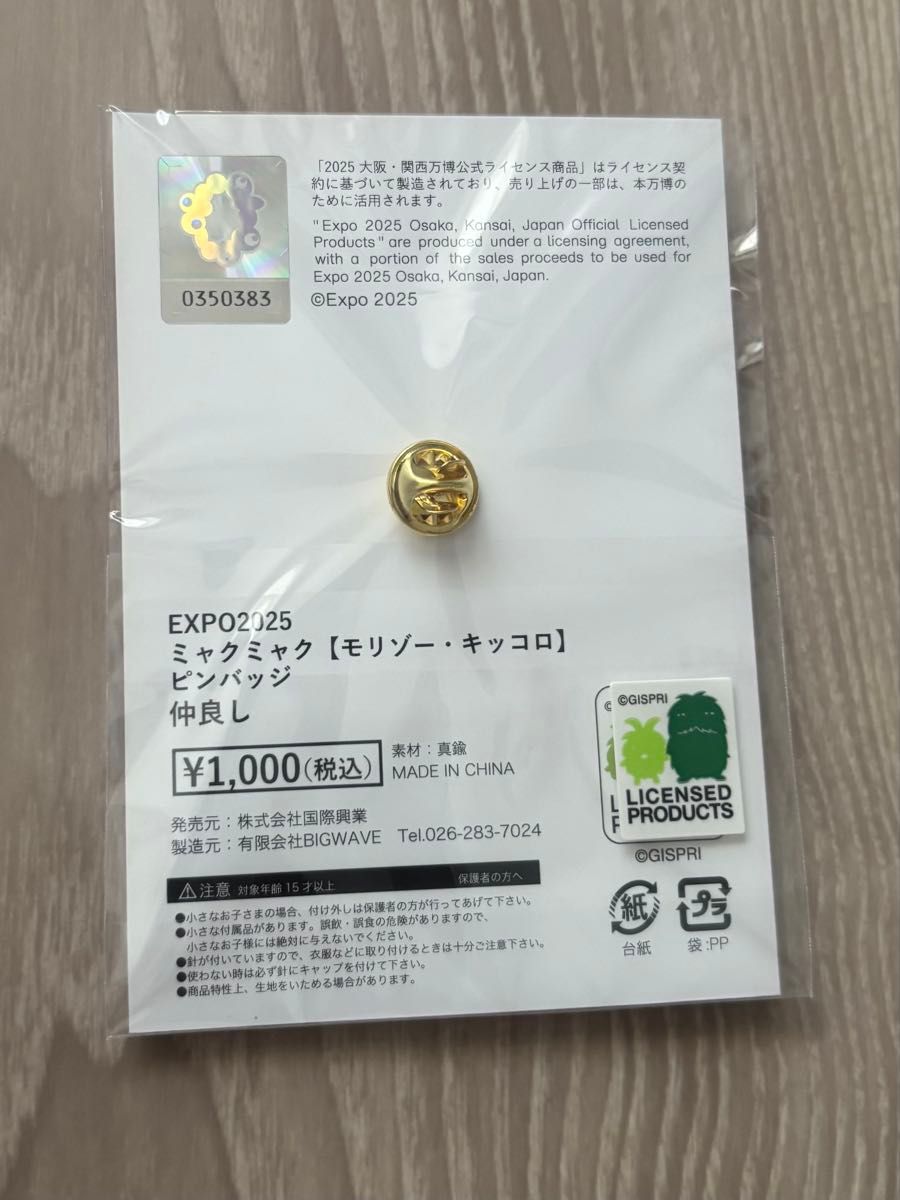 「2025 大阪・関西万博公式ライセンス商品」はライセンス契
約に基づいて製造されており、売り上げの一部は、本万博の
ために活用されます。
"Expo 2025 Osaka, Kansai, Japan Official Licensed
Products" are produced under a licensing agreement,
with a portion of the sales proceeds to be used for
Expo 2025 Osaka, Kansai, Japan.
©Expo 2025
0350383
EXPO2025
ミャクミャク【モリゾー・キッコロ】
ピンバッジ
仲良し
¥1,000(税込)
素材：真鍮
MADE IN CHINA
発売元：株式会社国際興業
製造元：有限会社BIGWAVE Tel.026-283-7024
©GISPRI
LICENSED
PRODUCTS
©GISPRI
注意 対象年齢15才以上 保護者の方へ
●小さなお子さまの場合、付け外しは保護者の方が行ってあげて下さい。
●小さな付属品があります。誤飲・誤食の危険がありますので、
小さなお子様には絶対に与えないでください。
●針が付いていますので、衣服などに取り付けるときは十分ご注意下さい。
●使わない時は必ず針にキャップを付けて下さい。
●商品特性上、生地をいためる場合があります。
紙
台紙
プラ
袋:PP